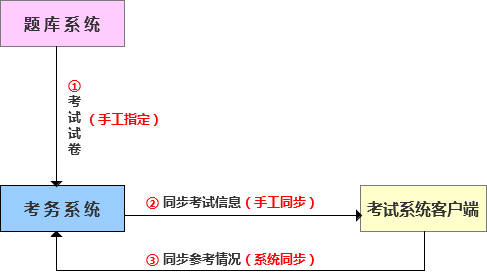 题库系统
①
考
试
试
卷
（手工指定）
考务系统
② 同步考试信息（手工同步）
考试系统客户端
③ 同步参考情况（系统同步）